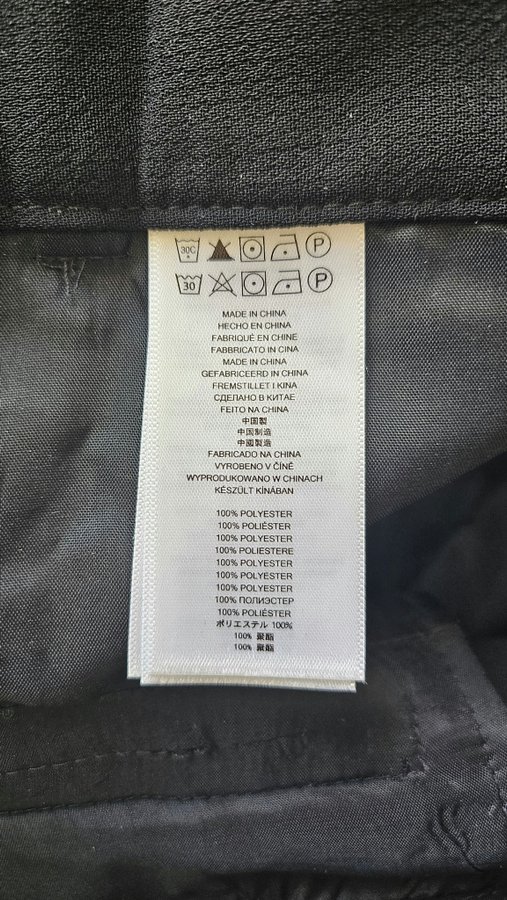 30C P
30 P
MADE IN CHINA
HECHO EN CHINA
FABRIQUÉ EN CHINE
FABBRICATO IN CINA
MADE IN CHINA
GEFABRICEERD IN CHINA
FREMSTILLET I KINA
СДЕЛАНО В КИТАЕ
FEITO NA CHINA
中国製
中国制造
中國製造
FABRICADO NA CHINA
VYROBENO V ČÍNĚ
WYPRODUKOWANO W CHINACH
KÉSZÜLT KÍNÁBAN
100% POLYESTER
100% POLIÉSTER
100% POLYESTER
100% POLIESTERE
100% POLYESTER
100% POLYESTER
100% POLYESTER
100% ПОЛИЭСТЕР
100% POLIÉSTER
ポリエステル 100%
100% 聚酯
100% 聚酯